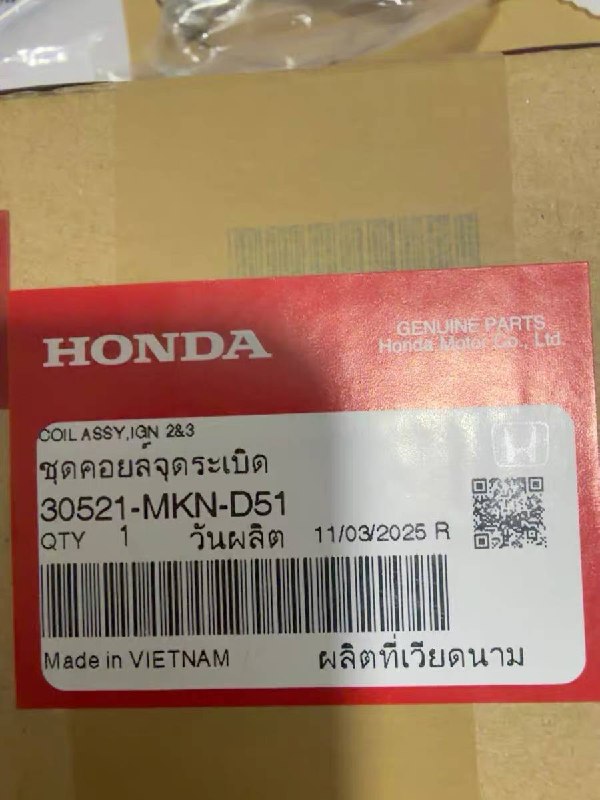 HONDA
GENUINE PARTS
Honda Motor Co., Ltd.
COIL ASSY,IGN 2&3
ชุดคอยล์จุดระเบิด
30521-MKN-D51
QTY 1 วันผลิต 11/03/2025 R
Made in VIETNAM ผลิตที่เวียดนาม